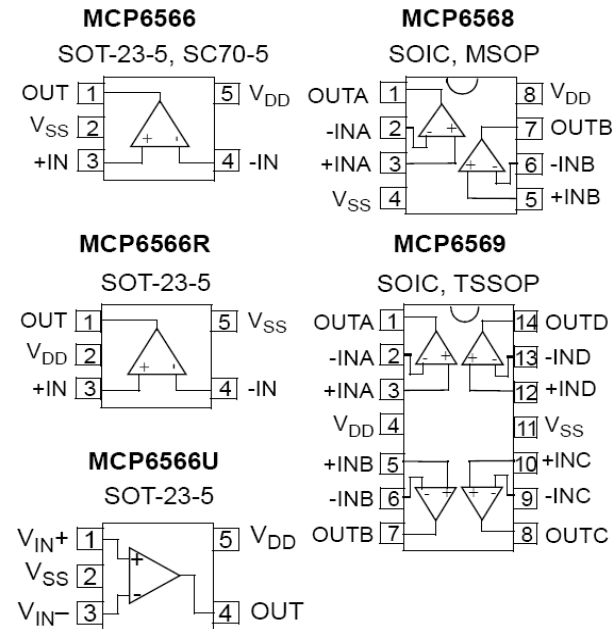 MCP6566
SOT-23-5, SC70-5
OUT 1 5 VDD
VSS 2
+IN 3 4 -IN
+ -
MCP6568
SOIC, MSOP
OUTA 1 8 VDD
-INA 2 7 OUTB
+INA 3 6 -INB
VSS 4 5 +INB
- +
+ -
MCP6566R
SOT-23-5
OUT 1 5 VSS
VDD 2
+IN 3 4 -IN
+ -
MCP6569
SOIC, TSSOP
OUTA 1 14 OUTD
-INA 2 13 -IND
+INA 3 12 +IND
VDD 4 11 VSS
+INB 5 10 +INC
-INB 6 9 -INC
OUTB 7 8 OUTC
- + + -
- + + -
MCP6566U
SOT-23-5
VIN+ 1 5 VDD
VSS 2
VIN– 3 4 OUT
+
-